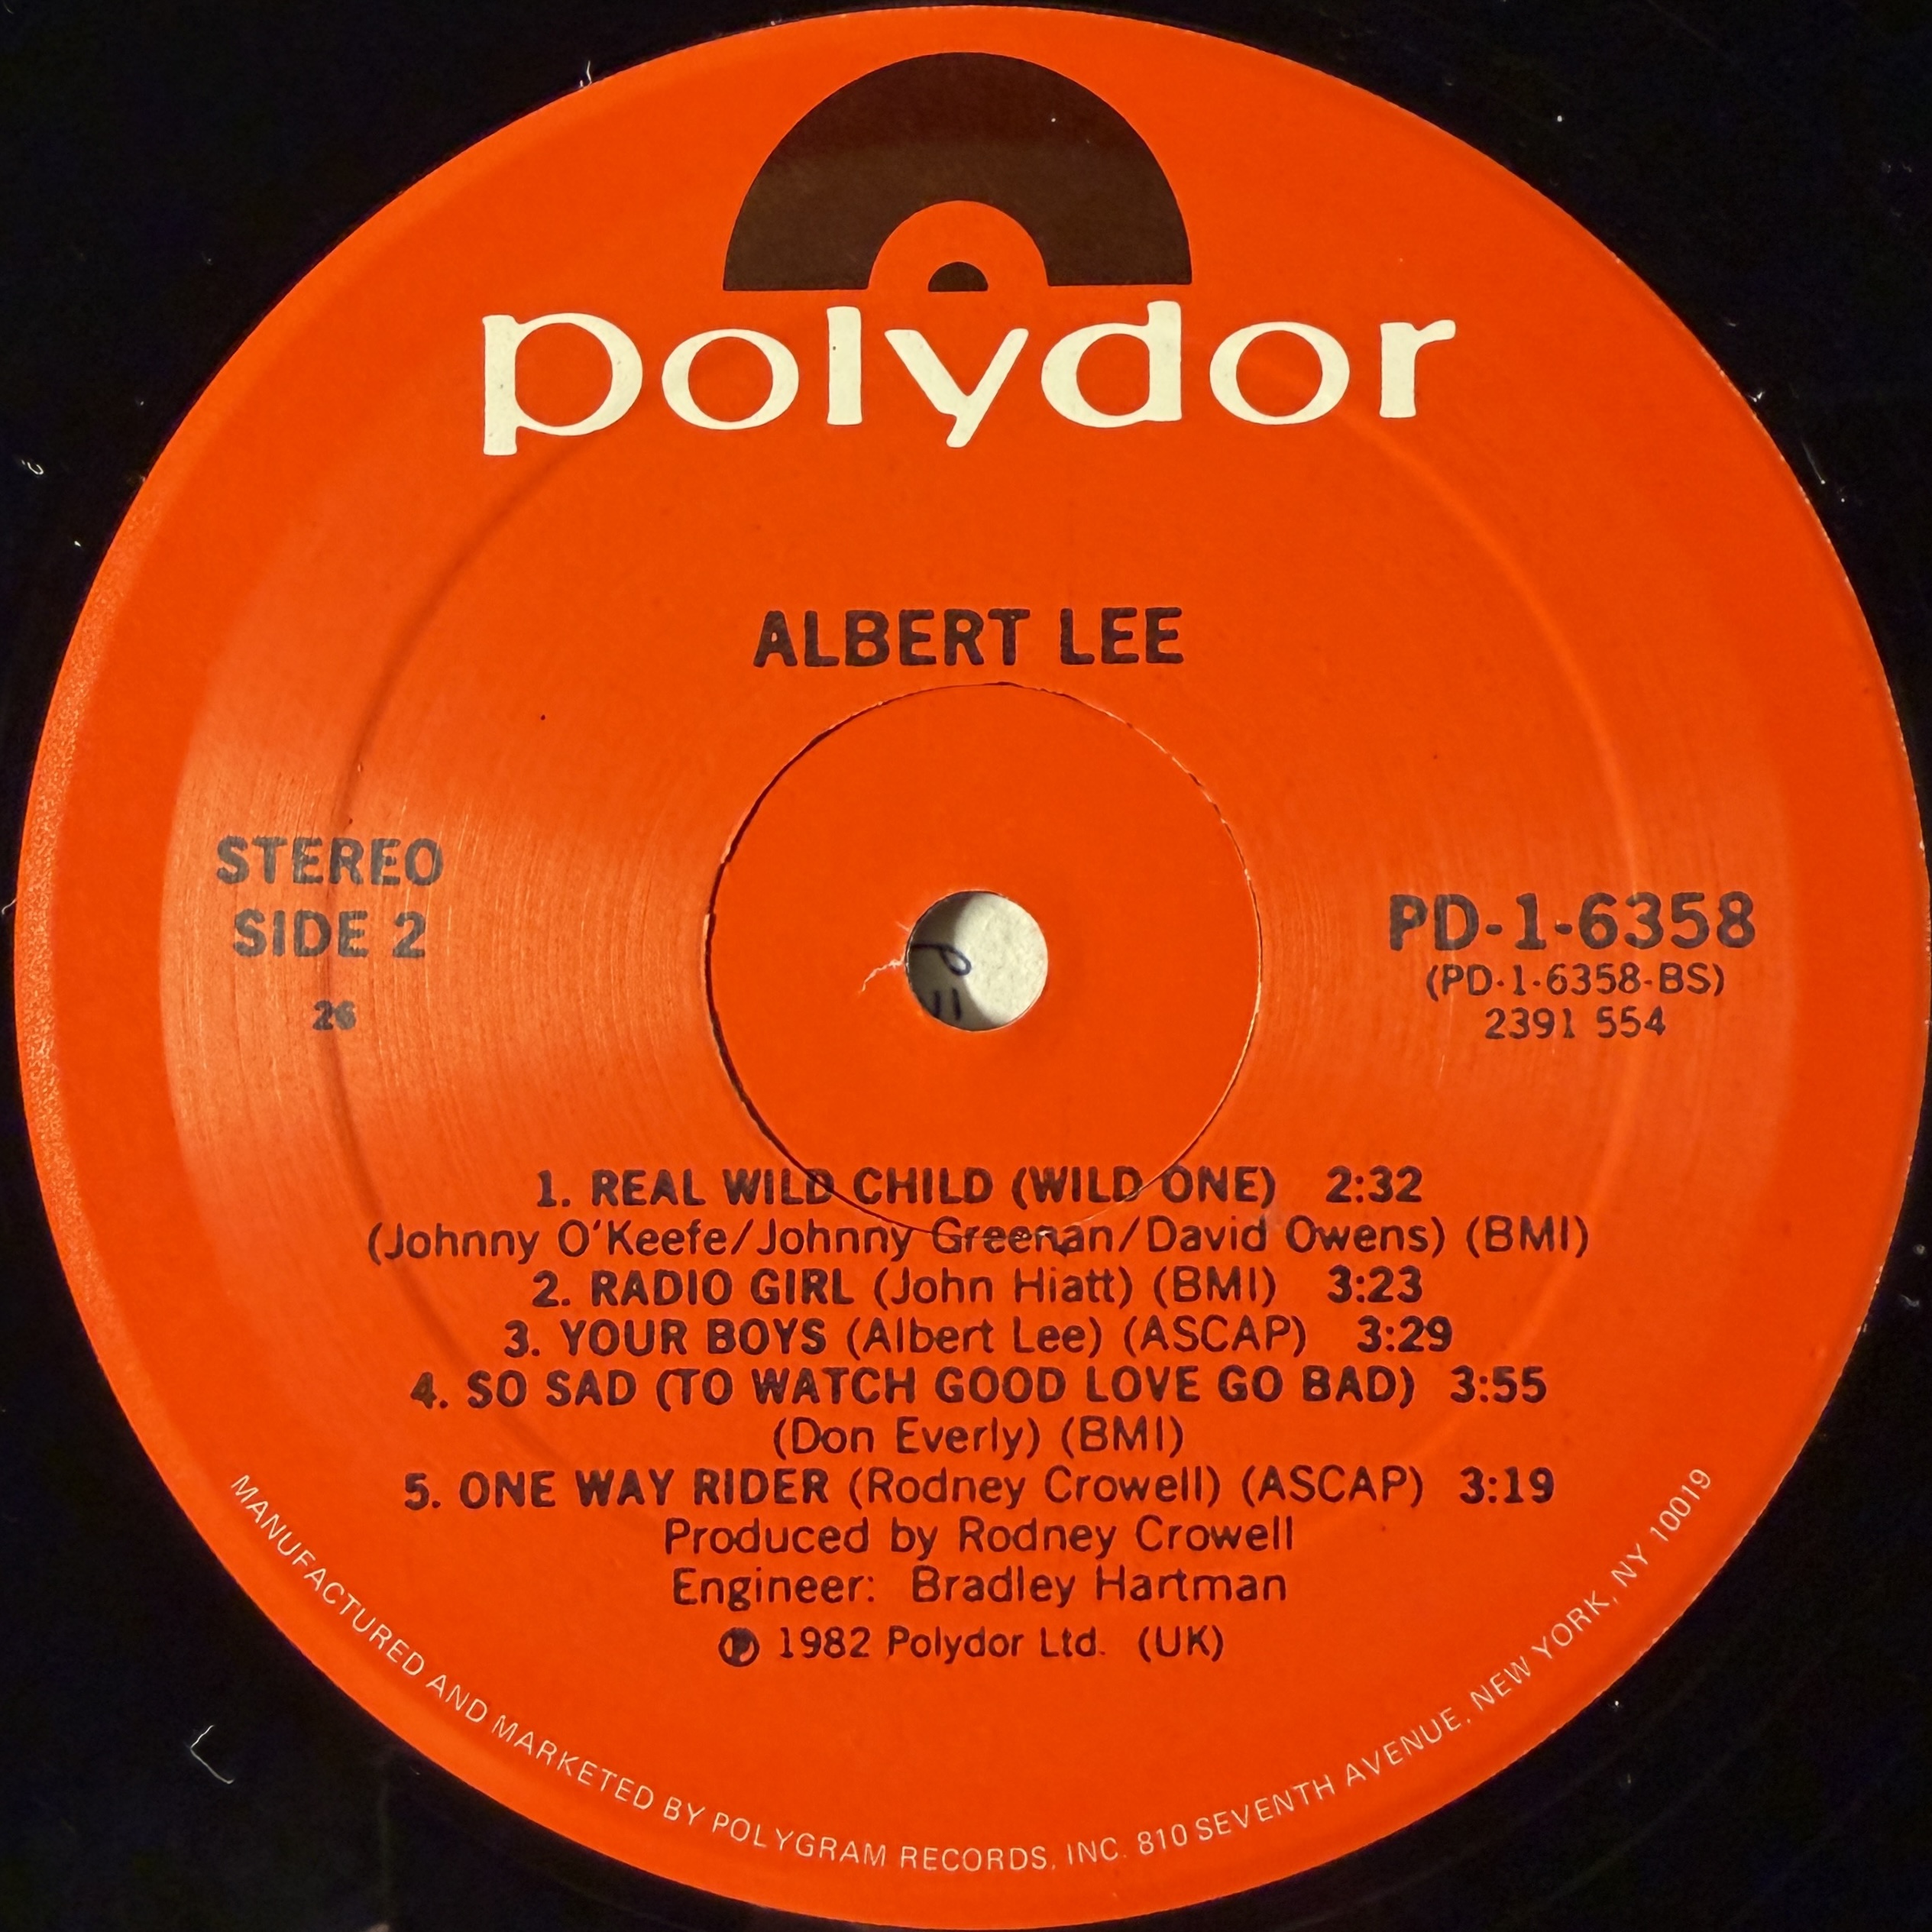 polydor
ALBERT LEE
STEREO
SIDE 2
26
PD-1-6358
(PD-1-6358-BS)
2391 554
1. REAL WILD CHILD (WILD ONE) 2:32
(Johnny O'Keefe/Johnny Greenan/David Owens) (BMI)
2. RADIO GIRL (John Hiatt) (BMI) 3:23
3. YOUR BOYS (Albert Lee) (ASCAP) 3:29
4. SO SAD (TO WATCH GOOD LOVE GO BAD) 3:55
(Don Everly) (BMI)
5. ONE WAY RIDER (Rodney Crowell) (ASCAP) 3:19
Produced by Rodney Crowell
Engineer: Bradley Hartman
℗ 1982 Polydor Ltd. (UK)
MANUFACTURED AND MARKETED BY POLYGRAM RECORDS, INC. 810 SEVENTH AVENUE, NEW YORK, NY 10019